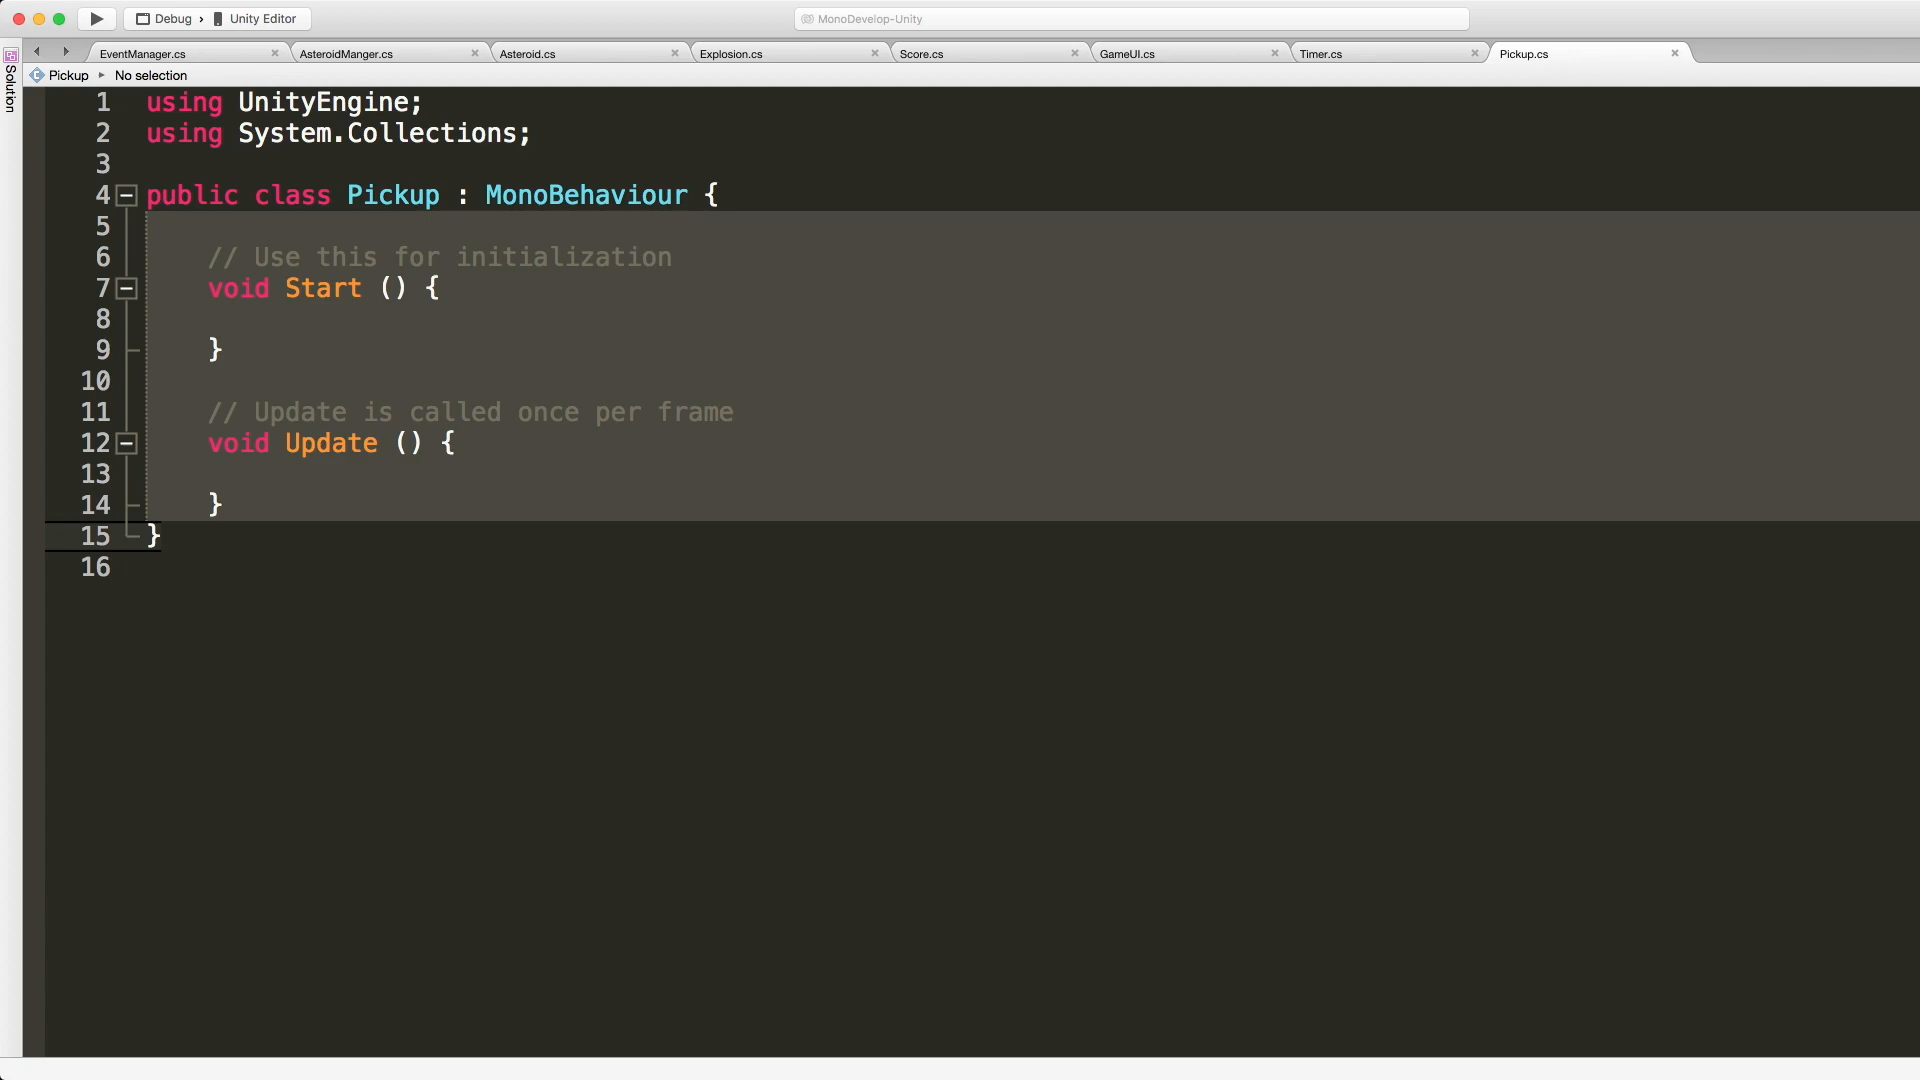 Debug › Unity Editor
MonoDevelop-Unity
EventManager.cs
AsteroidManger.cs
Asteroid.cs
Explosion.cs
Score.cs
GameUI.cs
Timer.cs
Pickup.cs
Solution
Pickup ▸ No selection
1 using UnityEngine;
2 using System.Collections;
3
4 public class Pickup : MonoBehaviour {
5
6 // Use this for initialization
7 void Start () {
8
9 }
10
11 // Update is called once per frame
12 void Update () {
13
14 }
15 }
16